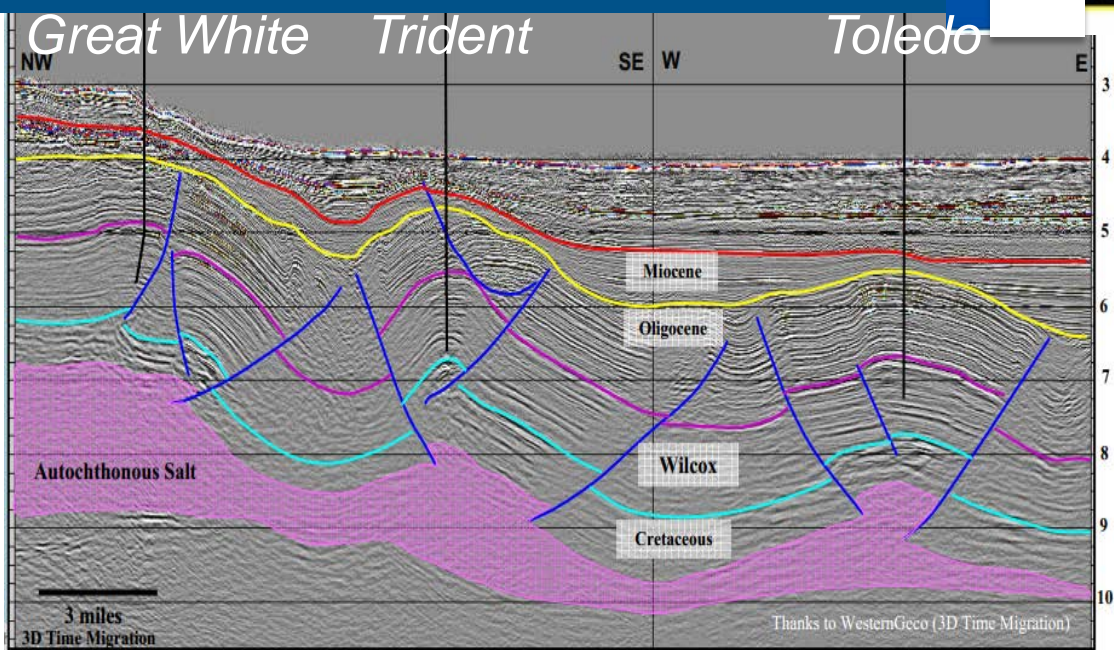 Great White Trident Toledo
NW SE W E
3
4
5
Miocene
6
Oligocene
7
8
Autochthonous Salt
Wilcox
9
Cretaceous
10
3 miles
3D Time Migration
Thanks to WesternGeco (3D Time Migration)